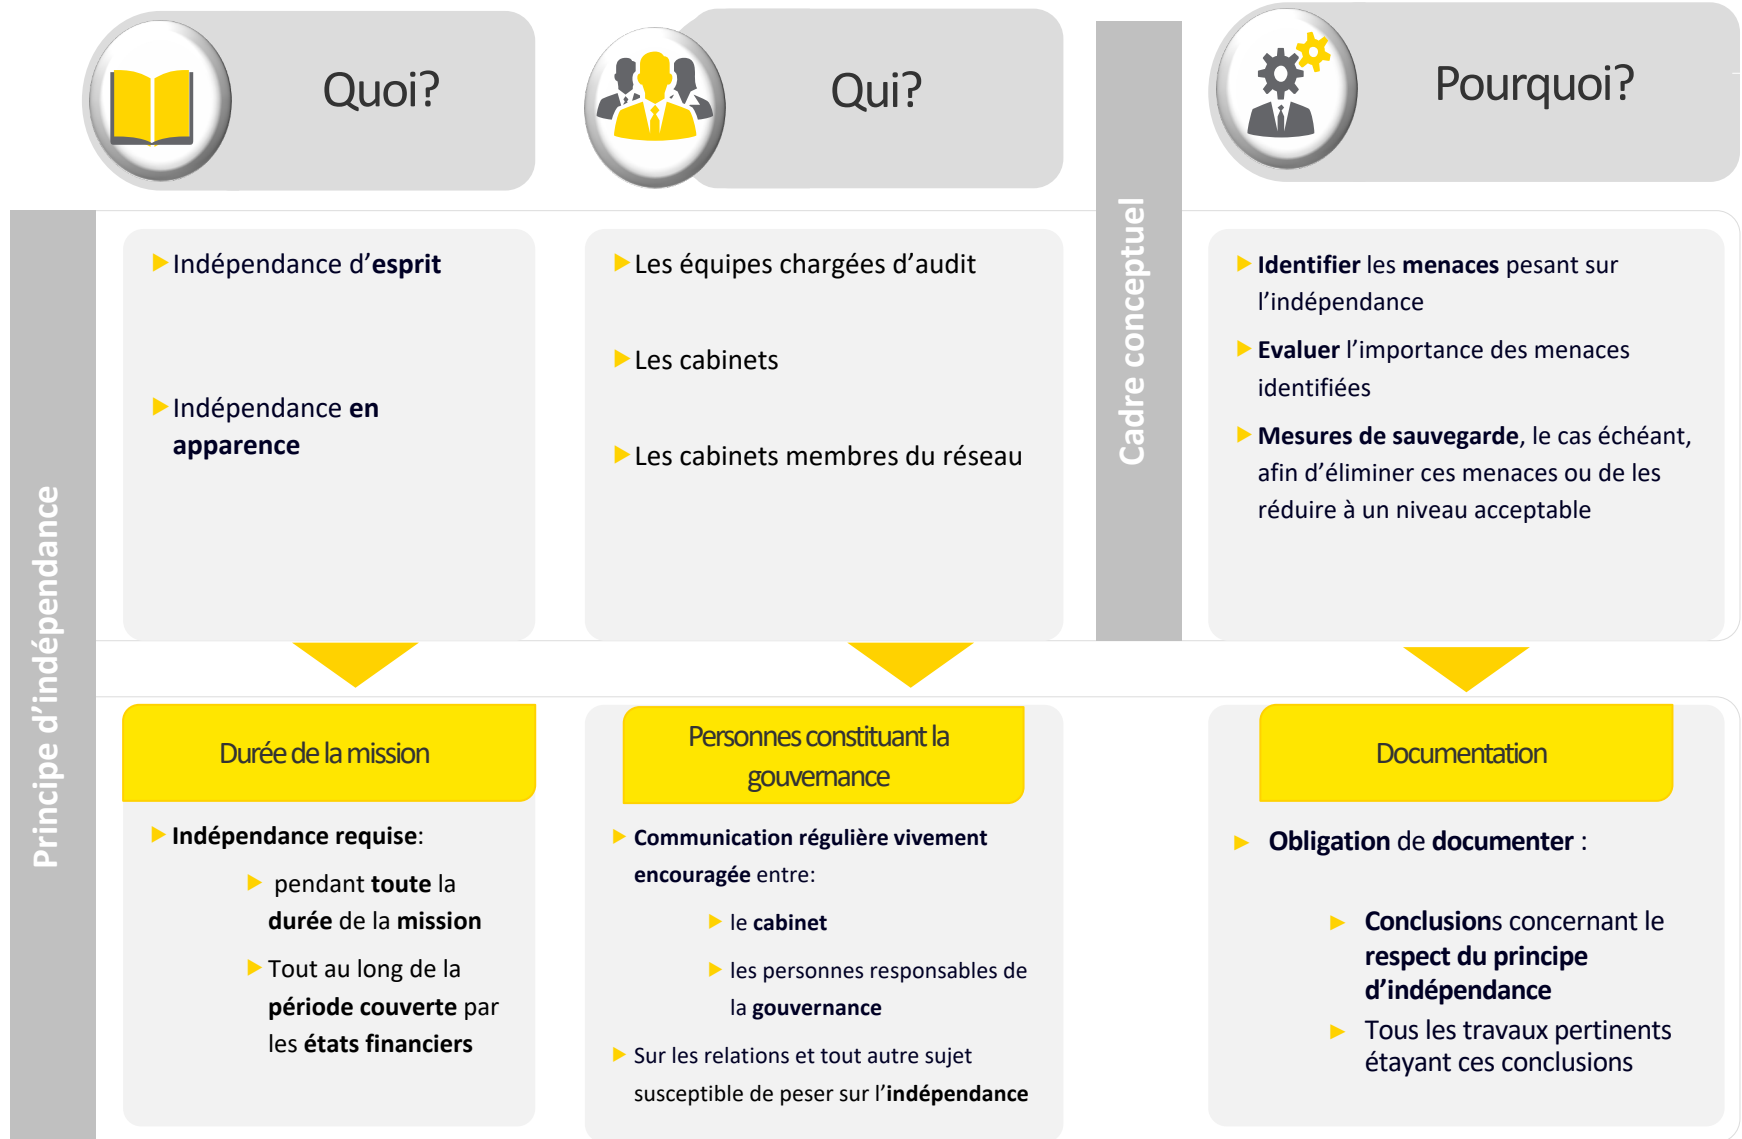 Quoi?
Qui?
Pourquoi?
Principe d’indépendance
Indépendance d’esprit
Indépendance en
apparence
Les équipes chargées d’audit
Les cabinets
Les cabinets membres du réseau
Cadre conceptuel
Identifier les menaces pesant sur
l’indépendance
Evaluer l’importance des menaces
identifiées
Mesures de sauvegarde, le cas échéant,
afin d’éliminer ces menaces ou de les
réduire à un niveau acceptable
Durée de la mission
Indépendance requise:
pendant toute la
durée de la mission
Tout au long de la
période couverte par
les états financiers
Personnes constituant la
gouvernance
Communication régulière vivement
encouragée entre:
le cabinet
les personnes responsables de
la gouvernance
Sur les relations et tout autre sujet
susceptible de peser sur l’indépendance
Documentation
Obligation de documenter :
Conclusions concernant le
respect du principe
d’indépendance
Tous les travaux pertinents
étayant ces conclusions